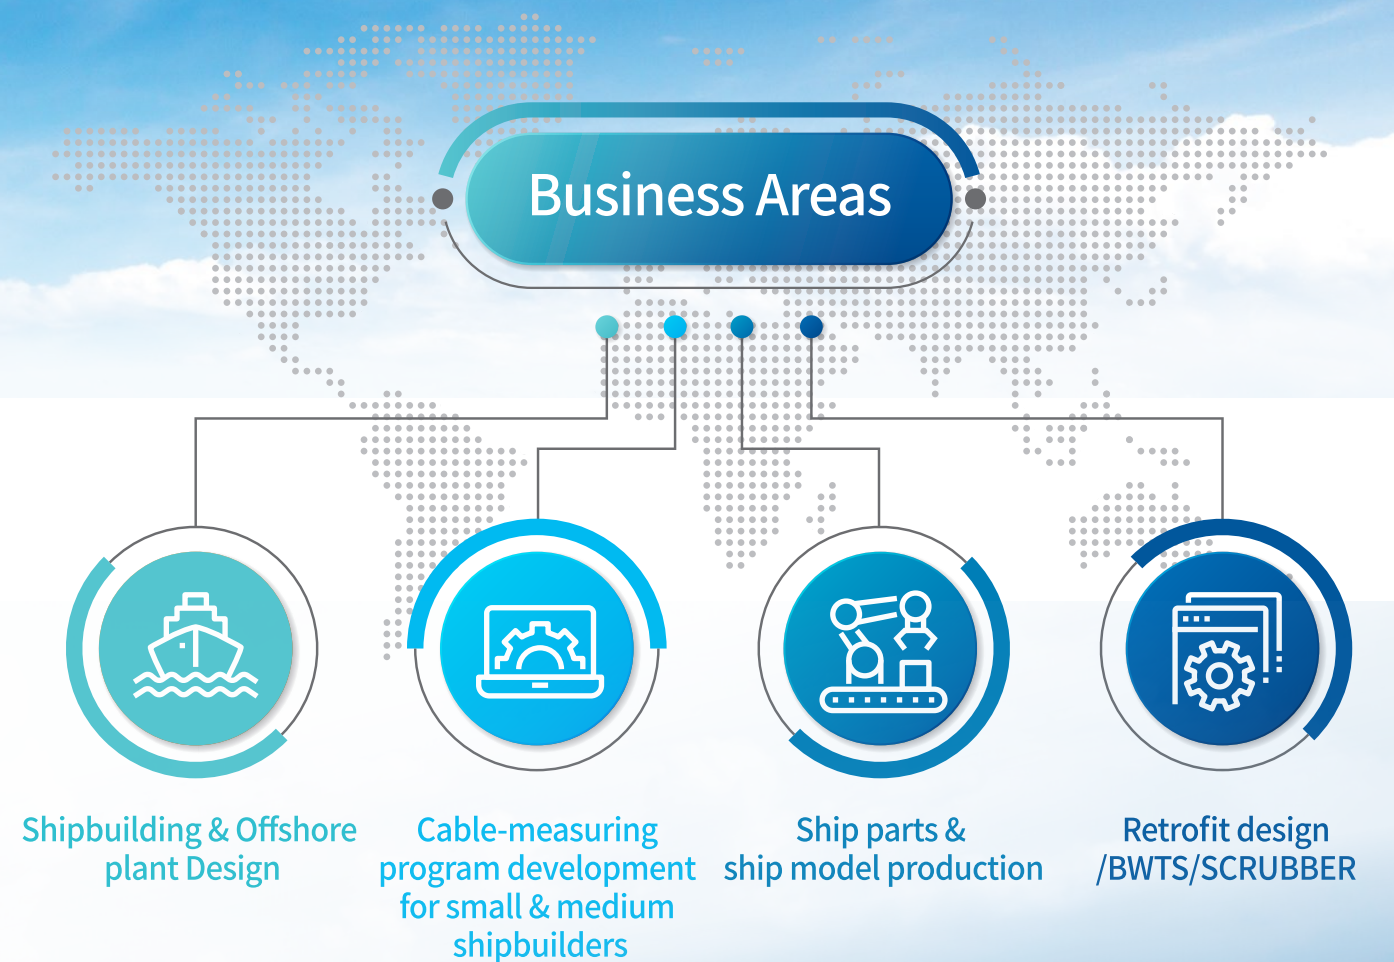 Business Areas
Shipbuilding & Offshore
plant Design
Cable-measuring
program development
for small & medium
shipbuilders
Ship parts &
ship model production
Retrofit design
/BWTS/SCRUBBER